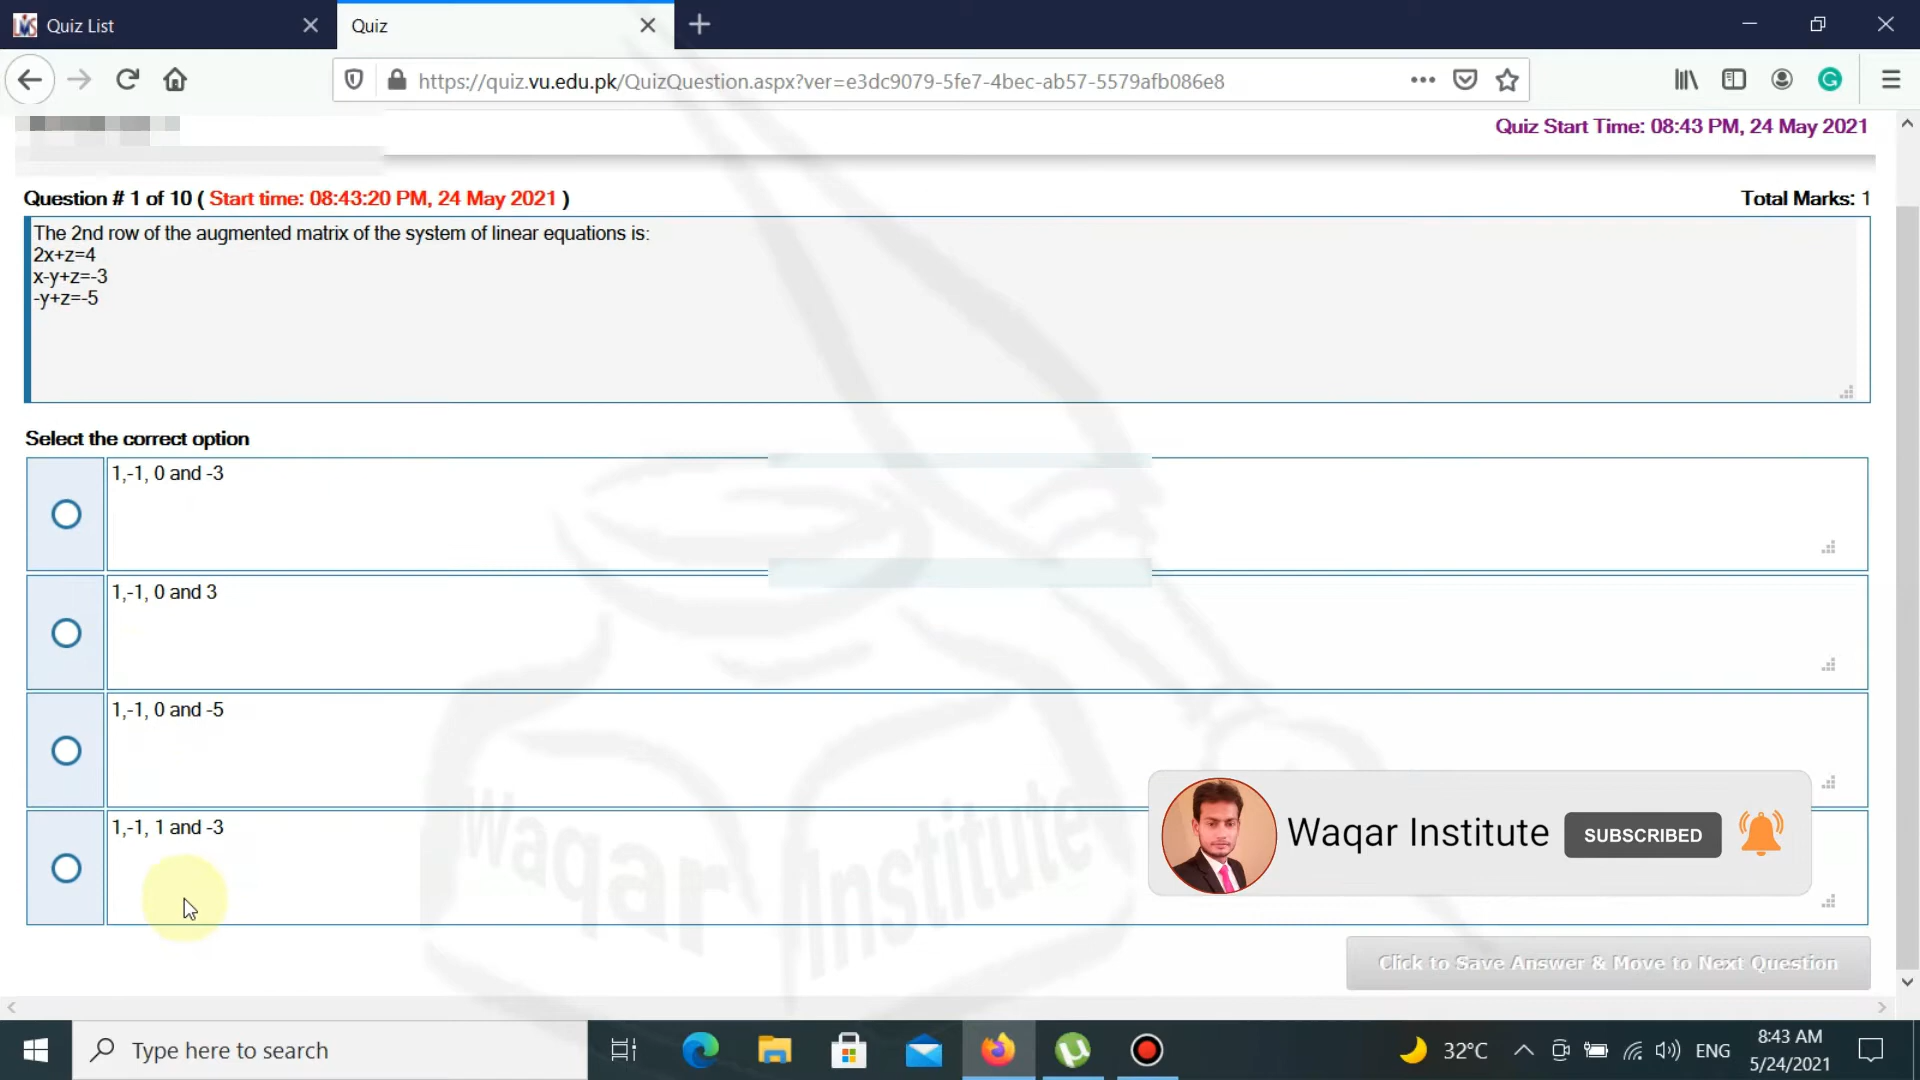 Quiz List
Quiz
https://quiz.vu.edu.pk/QuizQuestion.aspx?ver=e3dc9079-5fe7-4bec-ab57-5579afb086e8
Quiz Start Time: 08:43 PM, 24 May 2021
Question # 1 of 10 ( Start time: 08:43:20 PM, 24 May 2021 )
Total Marks: 1
The 2nd row of the augmented matrix of the system of linear equations is:
2x+z=4
x-y+z=-3
-y+z=-5
Select the correct option
1,-1, 0 and -3
1,-1, 0 and 3
1,-1, 0 and -5
1,-1, 1 and -3
Waqar Institute
Waqar Institute SUBSCRIBED
Click to Save Answer & Move to Next Question
Type here to search
32°C
ENG
8:43 AM
5/24/2021